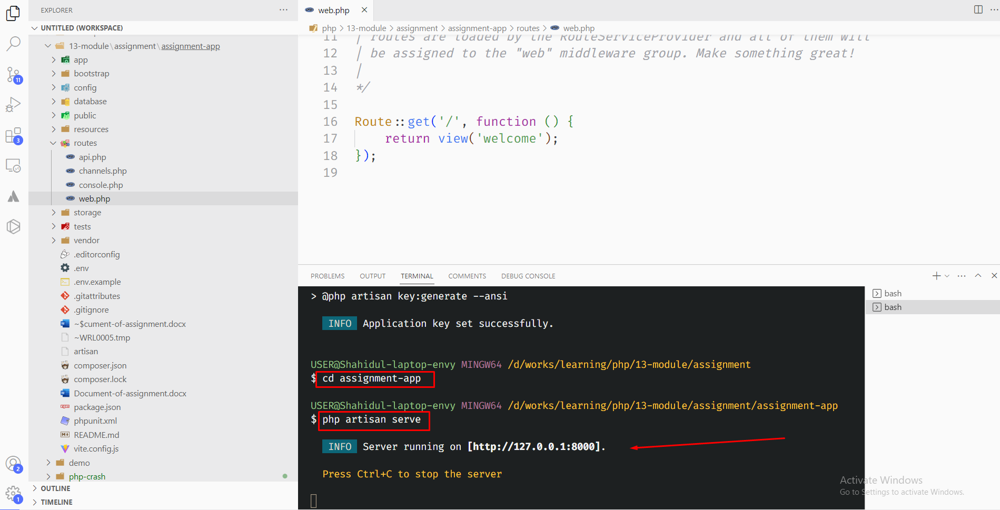 EXPLORER
UNTITLED (WORKSPACE)
13-module\assignment\assignment-app
app
bootstrap
config
database
public
resources
routes
api.php
channels.php
console.php
web.php
storage
tests
vendor
.editorconfig
.env
.env.example
.gitattributes
.gitignore
~$cument-of-assignment.docx
~WRL0005.tmp
artisan
composer.json
composer.lock
Document-of-assignment.docx
package.json
phpunit.xml
README.md
vite.config.js
demo
php-crash
OUTLINE
TIMELINE
11
3
2
1
web.php
php > 13-module > assignment > assignment-app > routes > web.php
11 | routes are loaded by the RouteServiceProvider and all of them will
12 | be assigned to the "web" middleware group. Make something great!
13 |
14 */
15
16 Route::get('/', function () {
17 return view('welcome');
18 });
19
PROBLEMS OUTPUT TERMINAL COMMENTS DEBUG CONSOLE
> @php artisan key:generate --ansi
INFO Application key set successfully.
USER@Shahidul-laptop-envy MINGW64 /d/works/learning/php/13-module/assignment
$ cd assignment-app
USER@Shahidul-laptop-envy MINGW64 /d/works/learning/php/13-module/assignment/assignment-app
$ php artisan serve
INFO Server running on [http://127.0.0.1:8000].
Press Ctrl+C to stop the server
bash
bash
Activate Windows
Go to Settings to activate Windows.